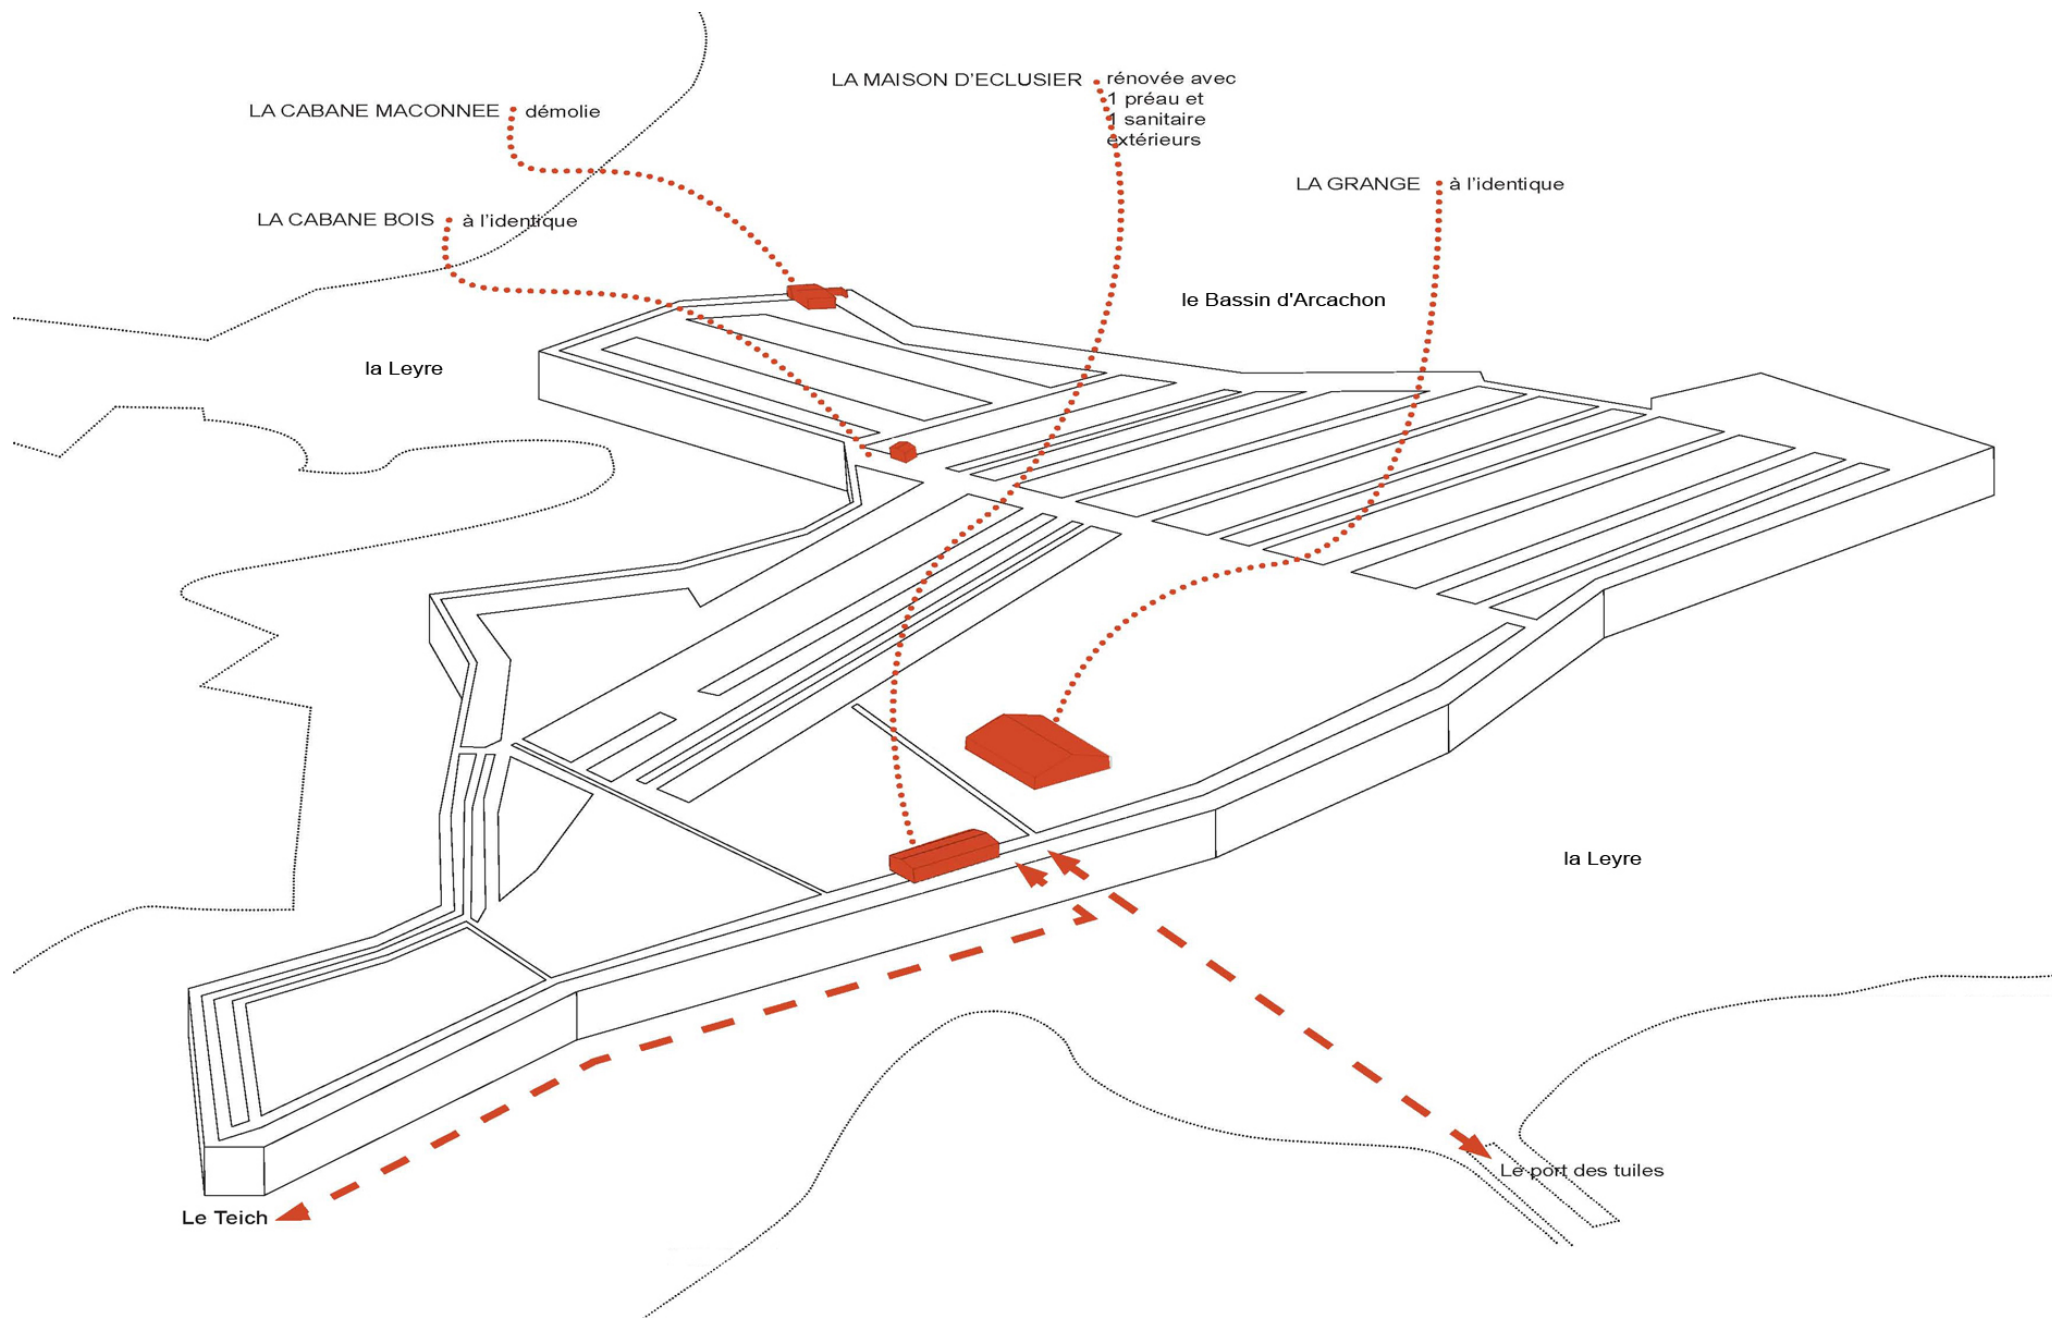 LA MAISON D'ECLUSIER
rénovée avec
1 préau et
1 sanitaire
extérieurs
LA CABANE MACONNEE
démolie
LA GRANGE
à l'identique
LA CABANE BOIS
à l'identique
le Bassin d'Arcachon
la Leyre
la Leyre
Le port des tuiles
Le Teich